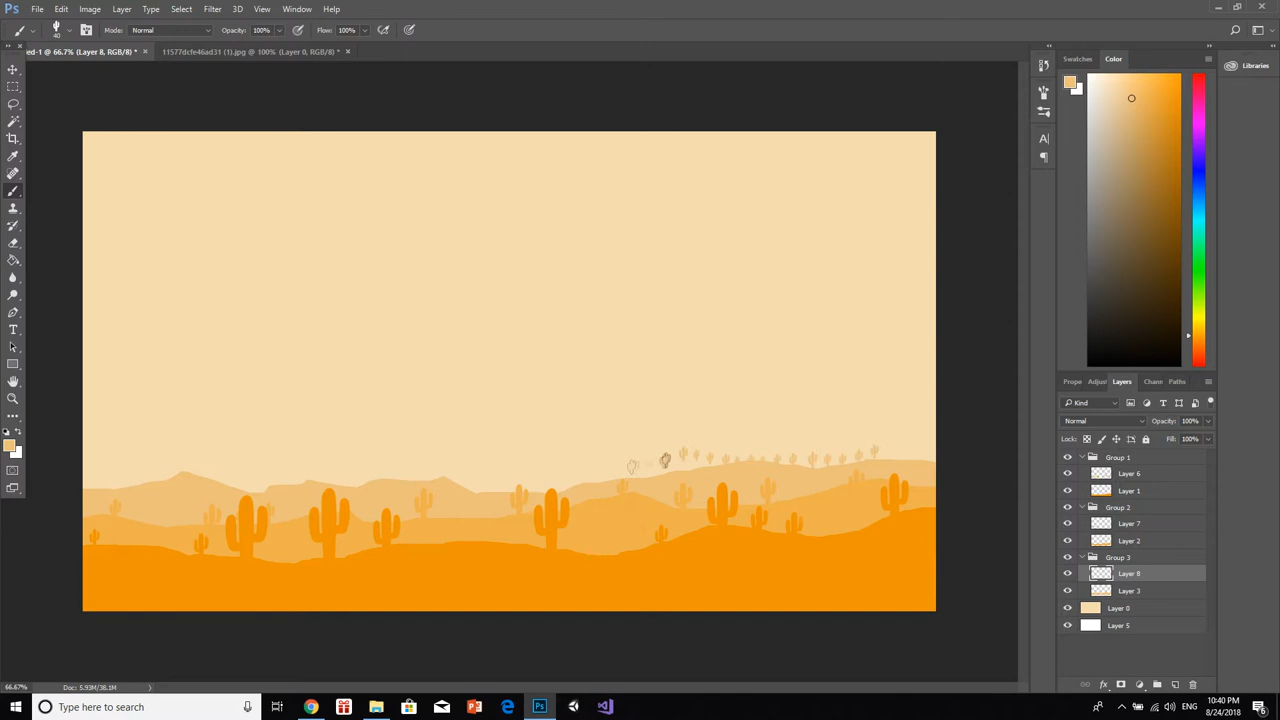 Ps File Edit Image Layer Type Select Filter 3D View Window Help
40 Mode: Normal Opacity: 100% Flow: 100%
ed-1 @ 66.7% (Layer 8, RGB/8) * × 11577dcfe46ad31 (1).jpg @ 100% (Layer 0, RGB/8) * ×
Swatches Color
Libraries
Prope Adjus Layers Chann Paths
Kind
Normal Opacity: 100%
Lock: Fill: 100%
Group 1
Layer 6
Layer 1
Group 2
Layer 7
Layer 2
Group 3
Layer 8
Layer 3
Layer 0
Layer 5
66.67% Doc: 5.93M/38.1M
Type here to search
ENG
10:40 PM
8/24/2018